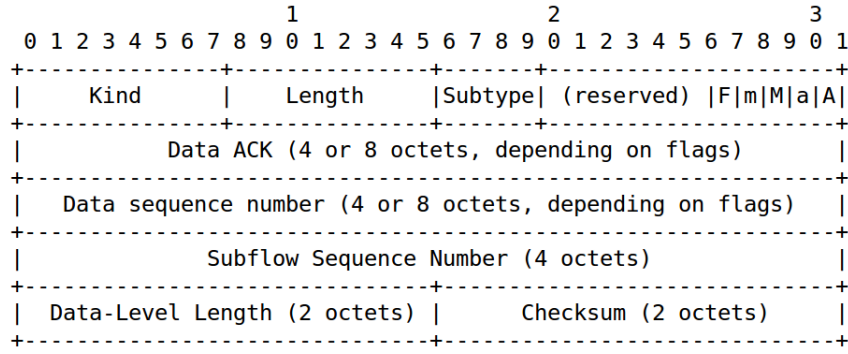 1                   2                   3
 0 1 2 3 4 5 6 7 8 9 0 1 2 3 4 5 6 7 8 9 0 1 2 3 4 5 6 7 8 9 0 1
+---------------+---------------+-------+----------------------+
|     Kind      |    Length     |Subtype| (reserved) |F|m|M|a|A|
+---------------+---------------+-------+----------------------+
|           Data ACK (4 or 8 octets, depending on flags)       |
+--------------------------------------------------------------+
|   Data sequence number (4 or 8 octets, depending on flags)   |
+--------------------------------------------------------------+
|              Subflow Sequence Number (4 octets)              |
+-------------------------------+------------------------------+
|  Data-Level Length (2 octets) |      Checksum (2 octets)     |
+-------------------------------+------------------------------+